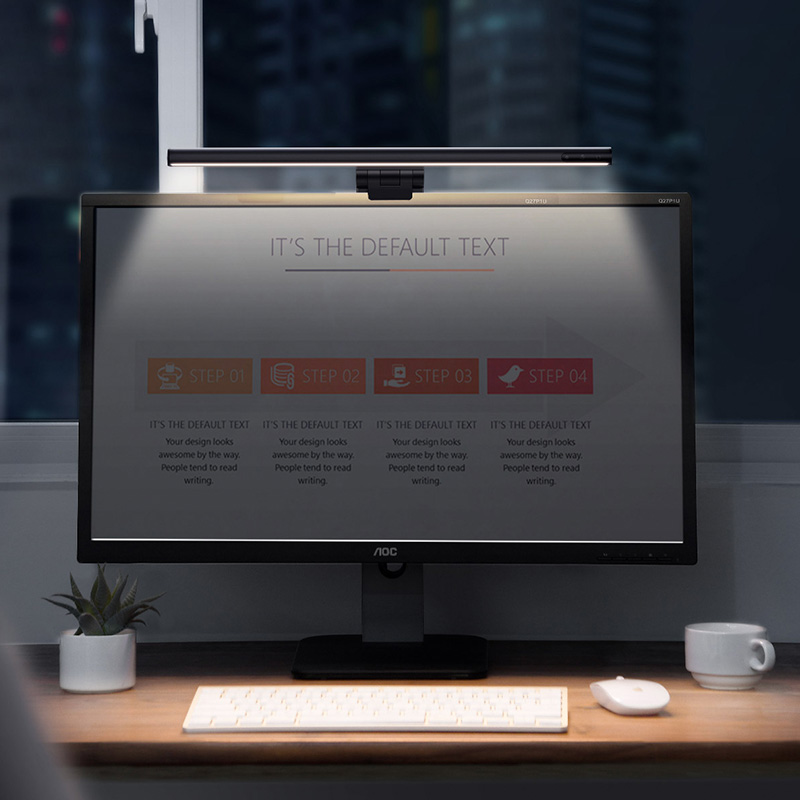 Q27P1U Q27P1U
IT'S THE DEFAULT TEXT
STEP 01 STEP 02 STEP 03 STEP 04
IT'S THE DEFAULT TEXT IT'S THE DEFAULT TEXT IT'S THE DEFAULT TEXT IT'S THE DEFAULT TEXT
Your design looks Your design looks Your design looks Your design looks
awesome by the way. awesome by the way. awesome by the way. awesome by the way.
People tend to read People tend to read People tend to read People tend to read
writing. writing. writing. writing.
AOC